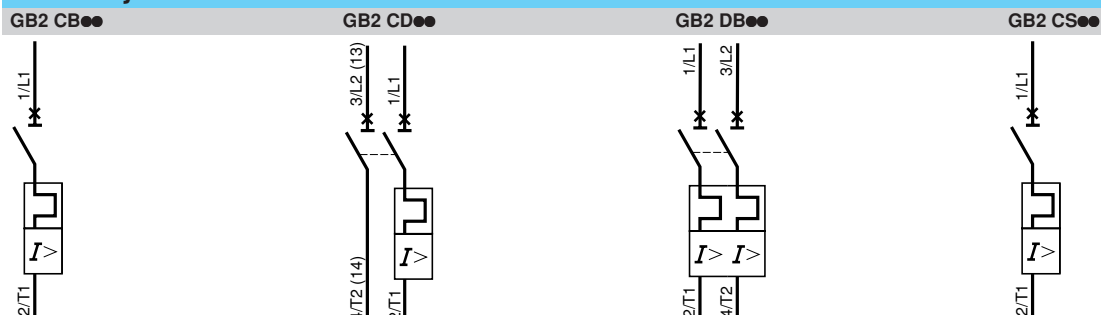 GB2 CB●●
GB2 CD●●
GB2 DB●●
GB2 CS●●
1/L1
3/L2 (13)
1/L1
1/L1
3/L2
1/L1
I>
I>
I> I>
I>
2/T1
4/T2 (14)
2/T1
2/T1
4/T2
2/T1